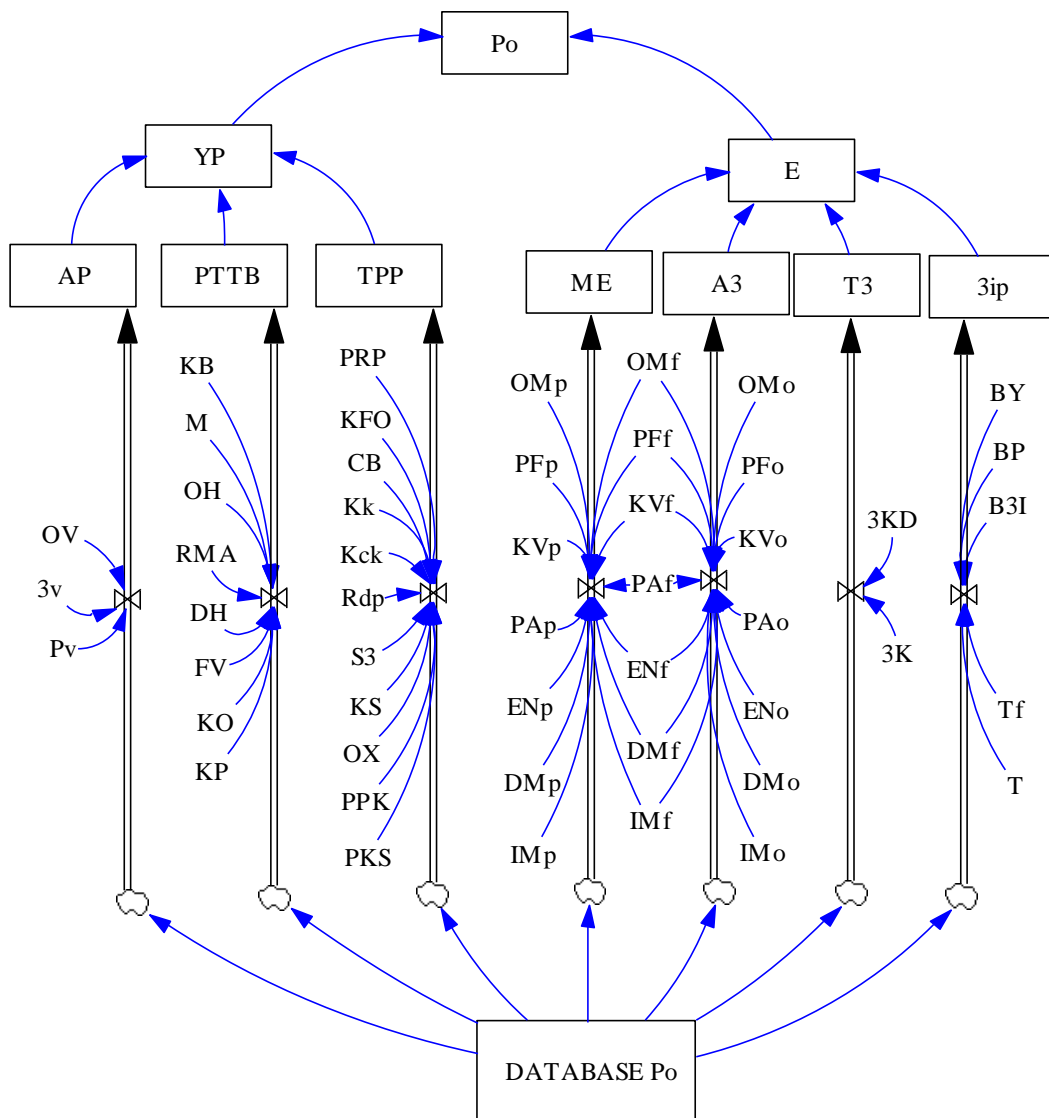 Po
YP
E
AP
PTTB
TPP
ME
A3
T3
3ip
OV
3v
Pv
KB
M
OH
RMA
DH
FV
KO
KP
PRP
KFO
CB
Kk
Kck
Rdp
S3
KS
OX
PPK
PKS
OMp
PFp
KVp
PAp
ENp
DMp
IMp
OMf
PFf
KVf
PAf
ENf
DMf
IMf
OMo
PFo
KVo
PAo
ENo
DMo
IMo
3KD
3K
BY
BP
B3I
Tf
T
DATABASE Po